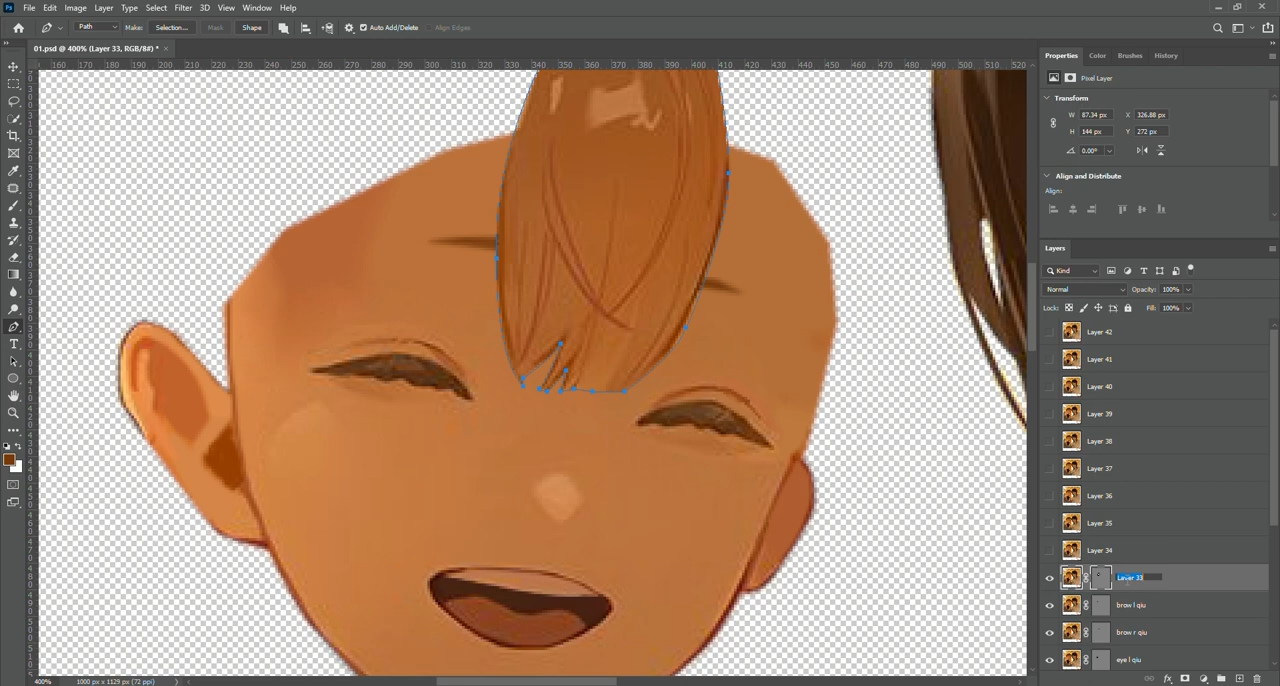 Ps File Edit Image Layer Type Select Filter 3D View Window Help
Path Make: Selection... Mask Shape Auto Add/Delete Align Edges
01.psd @ 400% (Layer 33, RGB/8#) * ×
160 170 180 190 200 210 220 230 240 250 260 270 280 290 300 310 320 330 340 350 360 370 380 390 400 410 420 430 440 450 460 470 480 490 500 510 520
Properties Color Brushes History
Pixel Layer
Transform
W 87.34 px X 326.88 px
H 144 px Y 272 px
0.00°
Align and Distribute
Align:
Layers
Kind
Normal Opacity: 100%
Lock: Fill: 100%
Layer 42
Layer 41
Layer 40
Layer 39
Layer 38
Layer 37
Layer 36
Layer 35
Layer 34
Layer 33
brow l qiu
brow r qiu
eye l qiu
400% 1000 px x 1129 px (72 ppi)